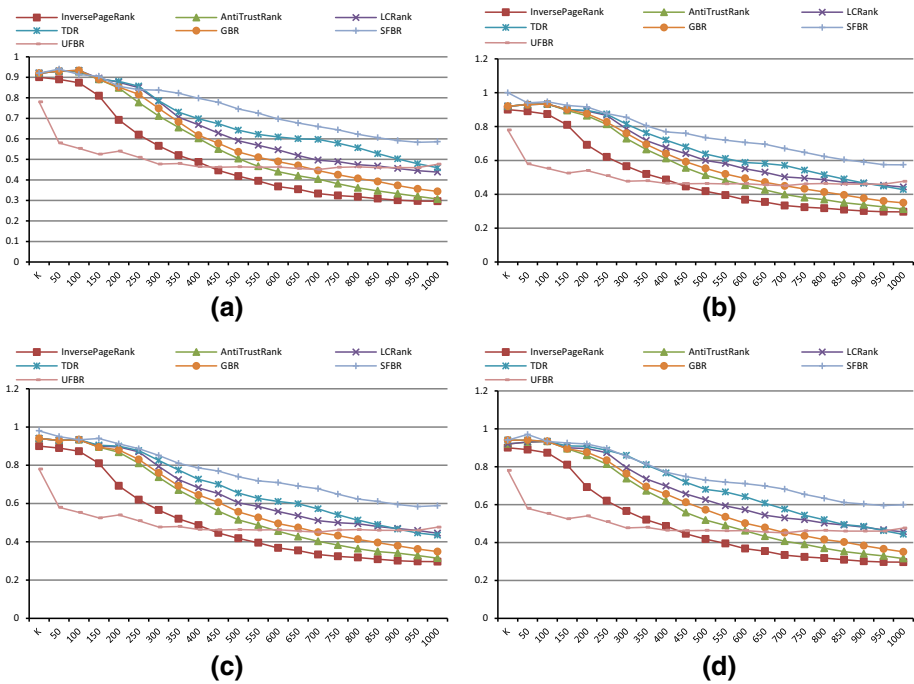 InversePageRank AntiTrustRank LCRank
TDR GBR SFBR
UFBR
1
0.9
0.8
0.7
0.6
0.5
0.4
0.3
0.2
0.1
0
K 50 100 150 200 250 300 350 400 450 500 550 600 650 700 750 800 850 900 950 1000
(a)
InversePageRank AntiTrustRank LCRank
TDR GBR SFBR
UFBR
1.2
1
0.8
0.6
0.4
0.2
0
K 50 100 150 200 250 300 350 400 450 500 550 600 650 700 750 800 850 900 950 1000
(b)
InversePageRank AntiTrustRank LCRank
TDR GBR SFBR
UFBR
1.2
1
0.8
0.6
0.4
0.2
0
K 50 100 150 200 250 300 350 400 450 500 550 600 650 700 750 800 850 900 950 1000
(c)
InversePageRank AntiTrustRank LCRank
TDR GBR SFBR
UFBR
1.2
1
0.8
0.6
0.4
0.2
0
K 50 100 150 200 250 300 350 400 450 500 550 600 650 700 750 800 850 900 950 1000
(d)